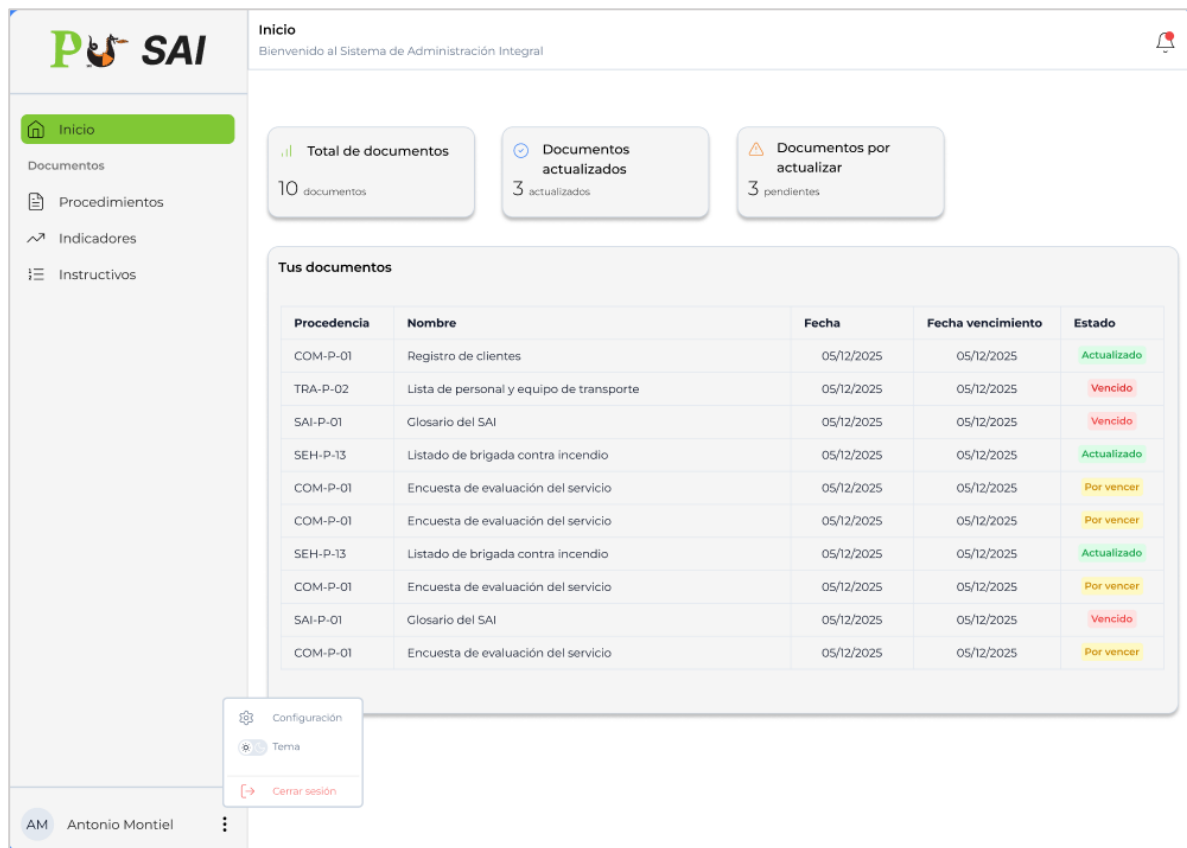 P SAI
Inicio
Bienvenido al Sistema de Administración Integral
Inicio
Documentos
Procedimientos
Indicadores
Instructivos
Total de documentos
10 documentos
Documentos
actualizados
3 actualizados
Documentos por
actualizar
3 pendientes
Tus documentos
Procedencia Nombre Fecha Fecha vencimiento Estado
COM-P-01 Registro de clientes 05/12/2025 05/12/2025 Actualizado
TRA-P-02 Lista de personal y equipo de transporte 05/12/2025 05/12/2025 Vencido
SAI-P-01 Glosario del SAI 05/12/2025 05/12/2025 Vencido
SEH-P-13 Listado de brigada contra incendio 05/12/2025 05/12/2025 Actualizado
COM-P-01 Encuesta de evaluación del servicio 05/12/2025 05/12/2025 Por vencer
COM-P-01 Encuesta de evaluación del servicio 05/12/2025 05/12/2025 Por vencer
SEH-P-13 Listado de brigada contra incendio 05/12/2025 05/12/2025 Actualizado
COM-P-01 Encuesta de evaluación del servicio 05/12/2025 05/12/2025 Por vencer
SAI-P-01 Glosario del SAI 05/12/2025 05/12/2025 Vencido
COM-P-01 Encuesta de evaluación del servicio 05/12/2025 05/12/2025 Por vencer
Configuración
Tema
Cerrar sesión
AM Antonio Montiel